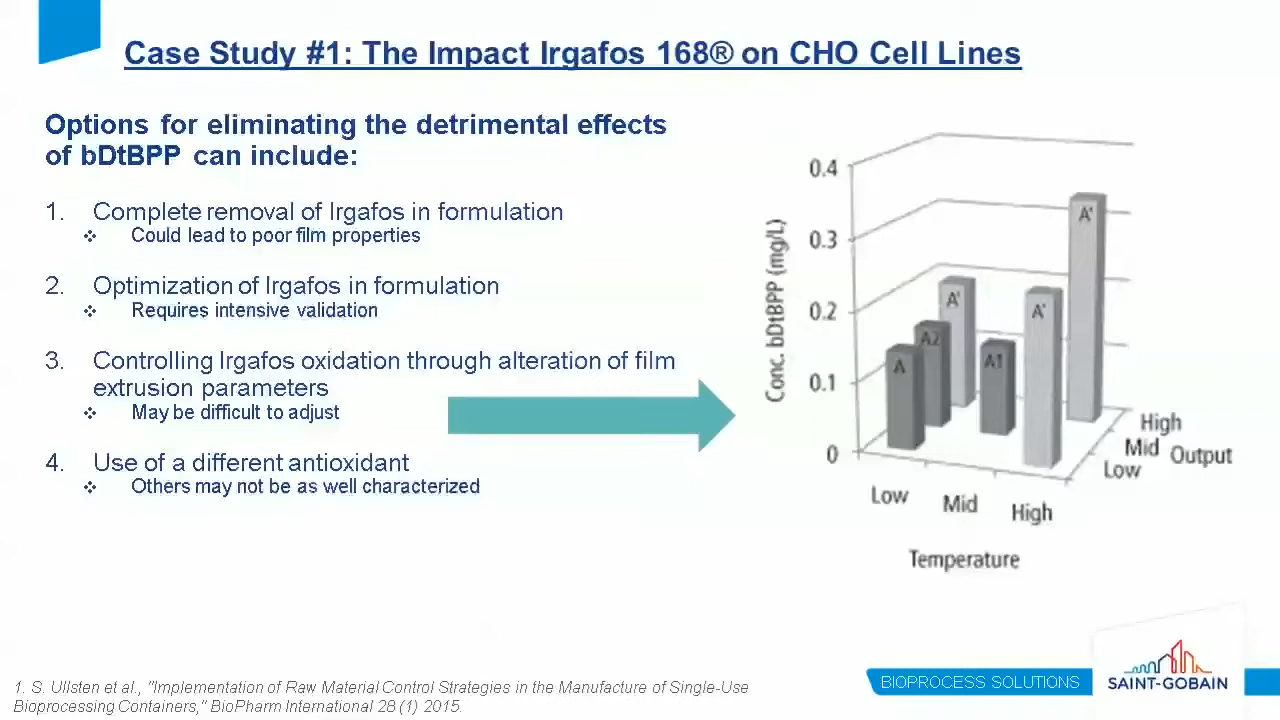 Case Study #1: The Impact Irgafos 168® on CHO Cell Lines
Options for eliminating the detrimental effects
of bDtBPP can include:
1. Complete removal of Irgafos in formulation
❖ Could lead to poor film properties
2. Optimization of Irgafos in formulation
❖ Requires intensive validation
3. Controlling Irgafos oxidation through alteration of film
extrusion parameters
❖ May be difficult to adjust
4. Use of a different antioxidant
❖ Others may not be as well characterized
Conc. bDtBPP (mg/L)
0.4
0.3
0.2
0.1
0
A
A2
A'
A1
A'
A'
High
Mid
Low
Output
Low
Mid
High
Temperature
1. S. Ullsten et al., "Implementation of Raw Material Control Strategies in the Manufacture of Single-Use
Bioprocessing Containers," BioPharm International 28 (1) 2015.
BIOPROCESS SOLUTIONS
SAINT-GOBAIN